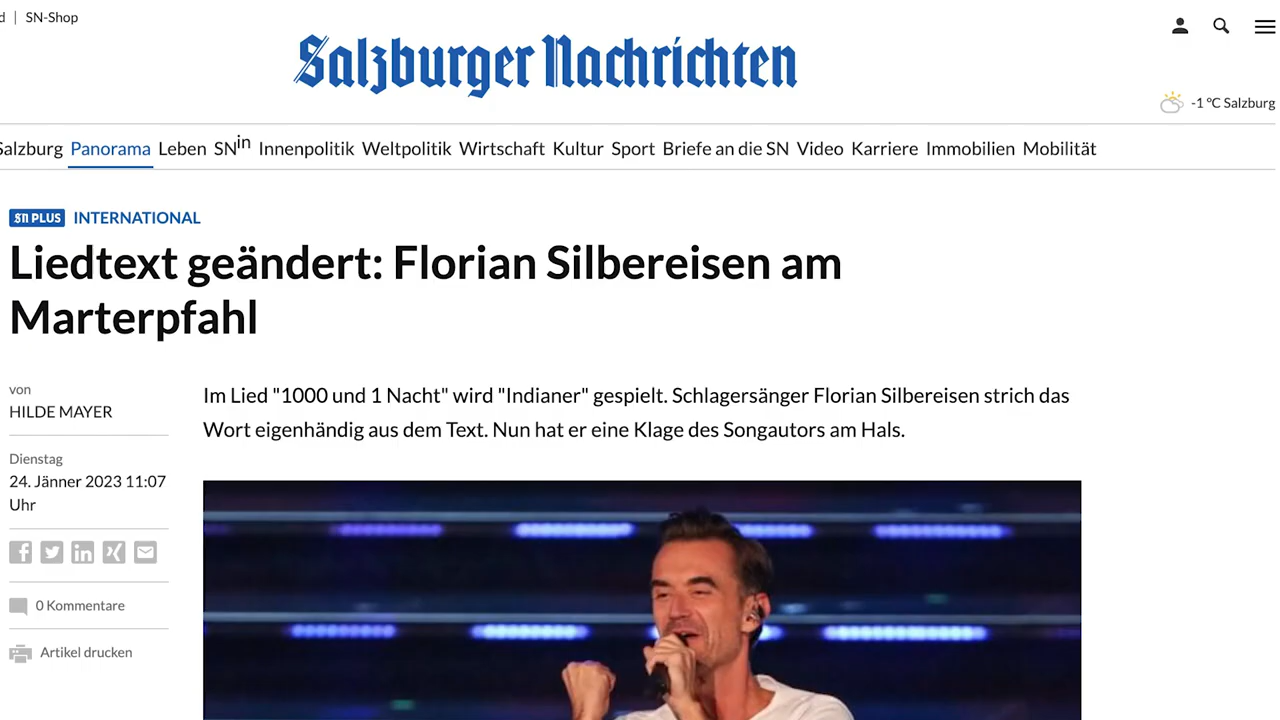 d | SN-Shop
Salzburger Nachrichten
-1 °C Salzburg
Salzburg Panorama Leben SNin Innenpolitik Weltpolitik Wirtschaft Kultur Sport Briefe an die SN Video Karriere Immobilien Mobilität
SN PLUS INTERNATIONAL
Liedtext geändert: Florian Silbereisen am
Marterpfahl
von
HILDE MAYER
Dienstag
24. Jänner 2023 11:07
Uhr
0 Kommentare
Artikel drucken
Im Lied "1000 und 1 Nacht" wird "Indianer" gespielt. Schlagersänger Florian Silbereisen strich das
Wort eigenhändig aus dem Text. Nun hat er eine Klage des Songautors am Hals.